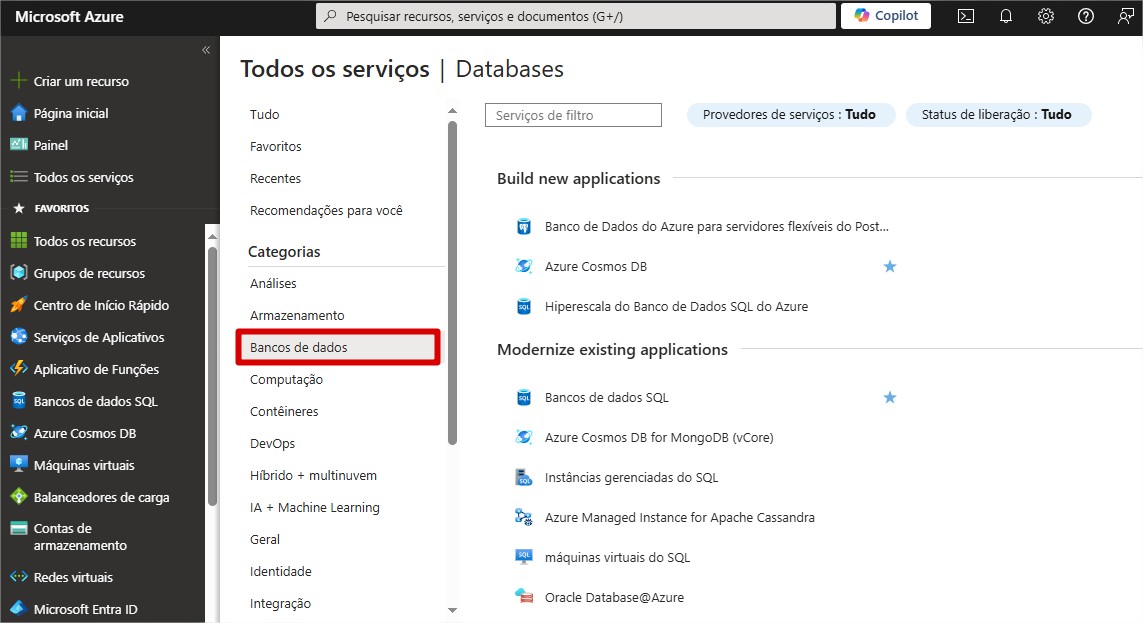 Microsoft Azure
Pesquisar recursos, serviços e documentos (G+/)
Copilot
Criar um recurso
Página inicial
Painel
Todos os serviços
FAVORITOS
Todos os recursos
Grupos de recursos
Centro de Início Rápido
Serviços de Aplicativos
Aplicativo de Funções
Bancos de dados SQL
Azure Cosmos DB
Máquinas virtuais
Balanceadores de carga
Contas de
armazenamento
Redes virtuais
Microsoft Entra ID
Todos os serviços | Databases
Tudo
Favoritos
Recentes
Recomendações para você
Categorias
Análises
Armazenamento
Bancos de dados
Computação
Contêineres
DevOps
Híbrido + multinuvem
IA + Machine Learning
Geral
Identidade
Integração
Serviços de filtro
Provedores de serviços : Tudo
Status de liberação : Tudo
Build new applications
Banco de Dados do Azure para servidores flexíveis do Post...
Azure Cosmos DB
SQL
Hiperescala do Banco de Dados SQL do Azure
Modernize existing applications
SQL
Bancos de dados SQL
Azure Cosmos DB for MongoDB (vCore)
SQL
Instâncias gerenciadas do SQL
Azure Managed Instance for Apache Cassandra
SQL
máquinas virtuais do SQL
Oracle Database@Azure